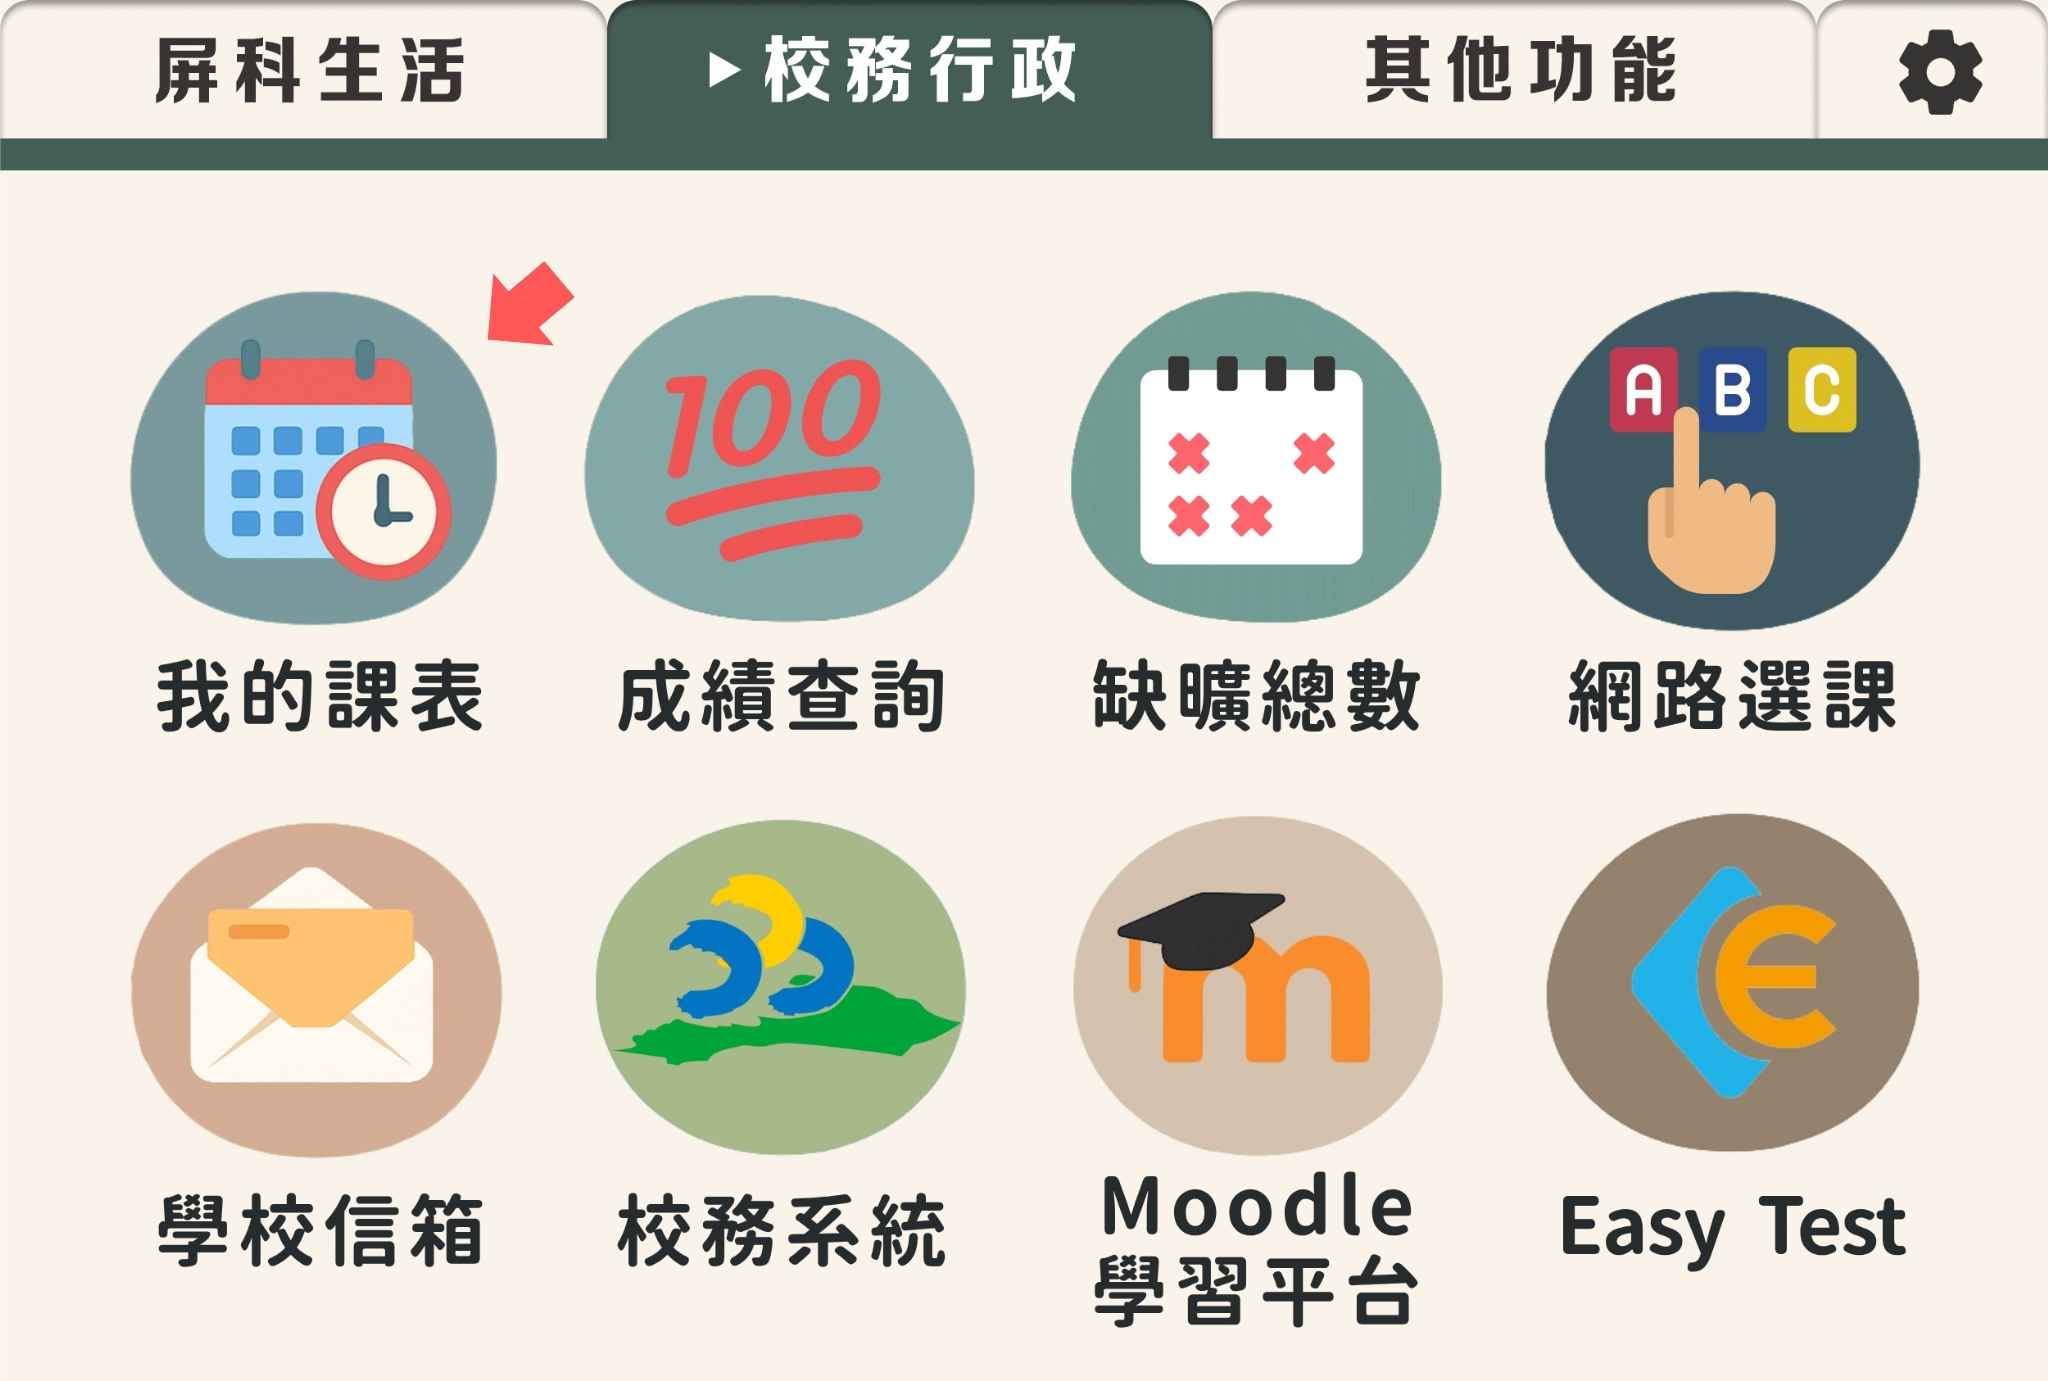 屏科生活
▶校務行政
其他功能
100
A B C
我的課表
成績查詢
缺曠總數
網路選課
m
E
學校信箱
校務系統
Moodle
學習平台
Easy Test